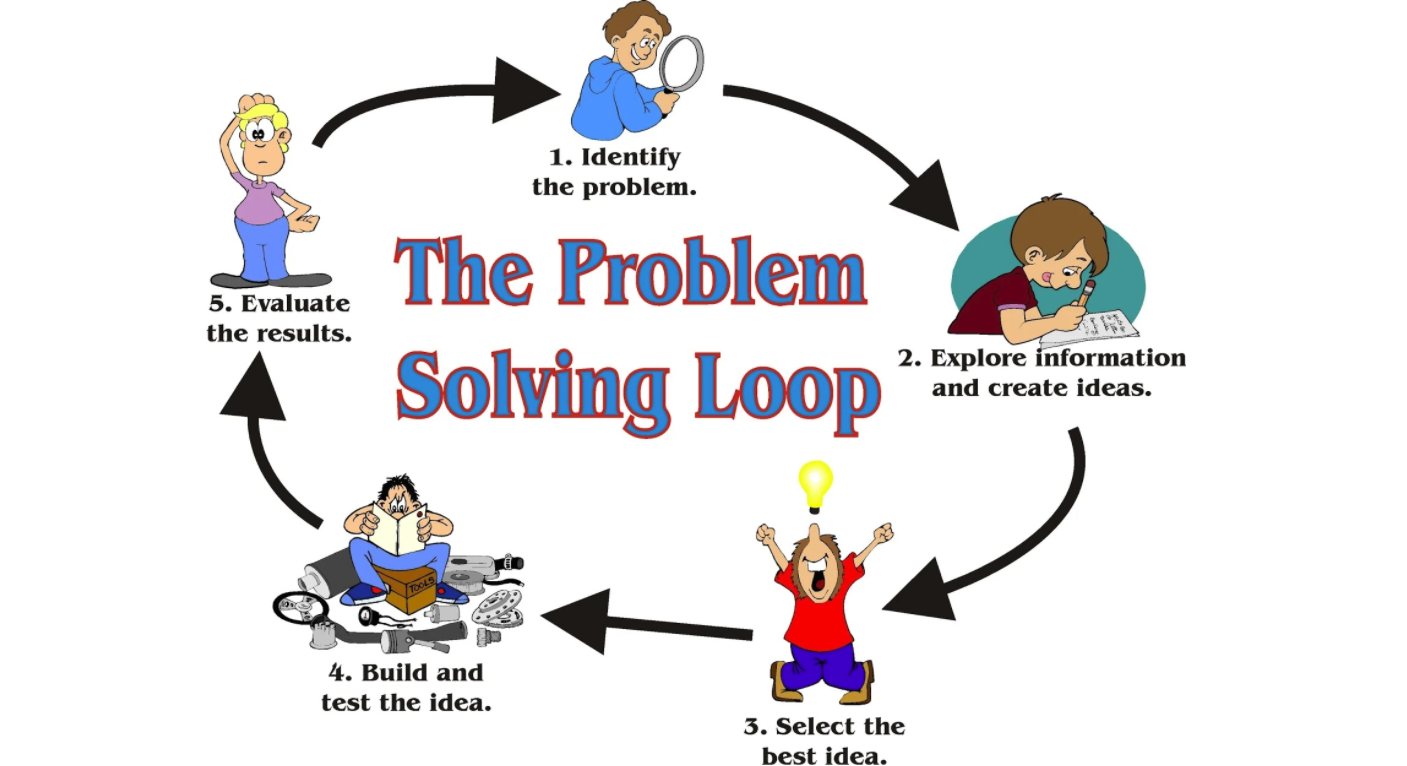 1. Identify
the problem.
The Problem
Solving Loop
2. Explore information
and create ideas.
3. Select the
best idea.
TOOLS
4. Build and
test the idea.
5. Evaluate
the results.